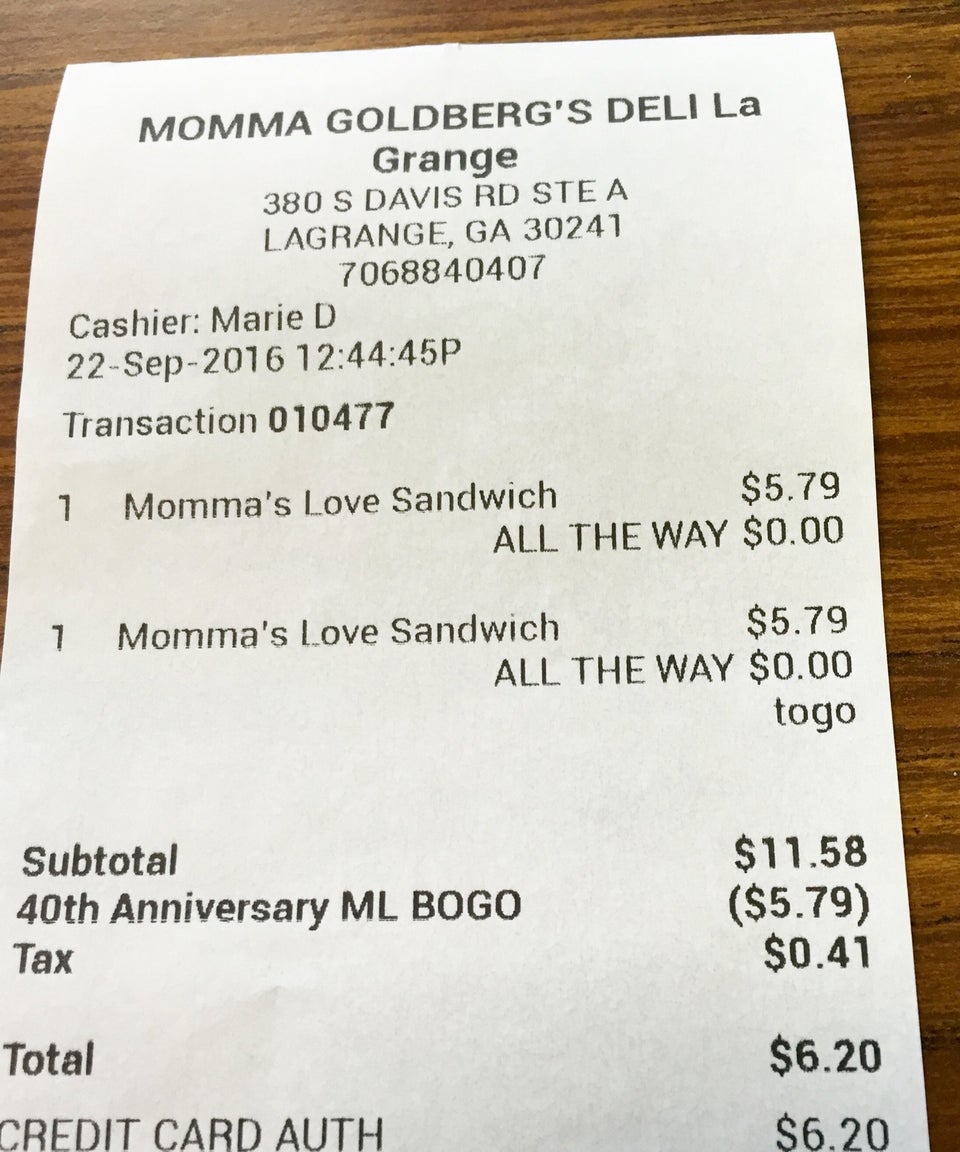 MOMMA GOLDBERG'S DELI La
Grange
380 S DAVIS RD STE A
LAGRANGE, GA 30241
7068840407
Cashier: Marie D
22-Sep-2016 12:44:45P
Transaction 010477
1 Momma's Love Sandwich $5.79
ALL THE WAY $0.00
1 Momma's Love Sandwich $5.79
ALL THE WAY $0.00
togo
Subtotal $11.58
40th Anniversary ML BOGO ($5.79)
Tax $0.41
Total $6.20
CREDIT CARD AUTH $6.20